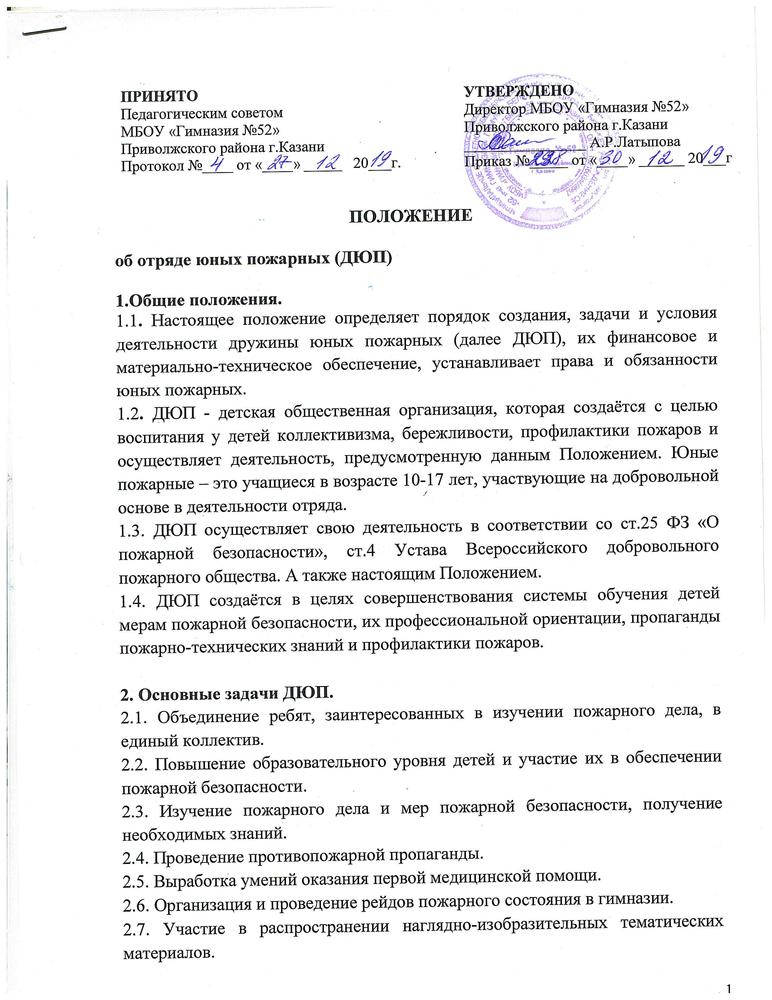 ПРИНЯТО
Педагогическим советом
МБОУ «Гимназия №52»
Приволжского района г.Казани
Протокол № 4 от «27» 12 2019г.
УТВЕРЖДЕНО
Директор МБОУ «Гимназия №52»
Приволжского района г.Казани
А.Р.Латыпова
Приказ №298 от «30» 12 2019г
ПОЛОЖЕНИЕ
об отряде юных пожарных (ДЮП)
1.Общие положения.
1.1. Настоящее положение определяет порядок создания, задачи и условия
деятельности дружины юных пожарных (далее ДЮП), их финансовое и
материально-техническое обеспечение, устанавливает права и обязанности
юных пожарных.
1.2. ДЮП - детская общественная организация, которая создаётся с целью
воспитания у детей коллективизма, бережливости, профилактики пожаров и
осуществляет деятельность, предусмотренную данным Положением. Юные
пожарные – это учащиеся в возрасте 10-17 лет, участвующие на добровольной
основе в деятельности отряда.
1.3. ДЮП осуществляет свою деятельность в соответствии со ст.25 ФЗ «О
пожарной безопасности», ст.4 Устава Всероссийского добровольного
пожарного общества. А также настоящим Положением.
1.4. ДЮП создаётся в целях совершенствования системы обучения детей
мерам пожарной безопасности, их профессиональной ориентации, пропаганды
пожарно-технических знаний и профилактики пожаров.
2. Основные задачи ДЮП.
2.1. Объединение ребят, заинтересованных в изучении пожарного дела, в
единый коллектив.
2.2. Повышение образовательного уровня детей и участие их в обеспечении
пожарной безопасности.
2.3. Изучение пожарного дела и мер пожарной безопасности, получение
необходимых знаний.
2.4. Проведение противопожарной пропаганды.
2.5. Выработка умений оказания первой медицинской помощи.
2.6. Организация и проведение рейдов пожарного состояния в гимназии.
2.7. Участие в распространении наглядно-изобразительных тематических
материалов.
1